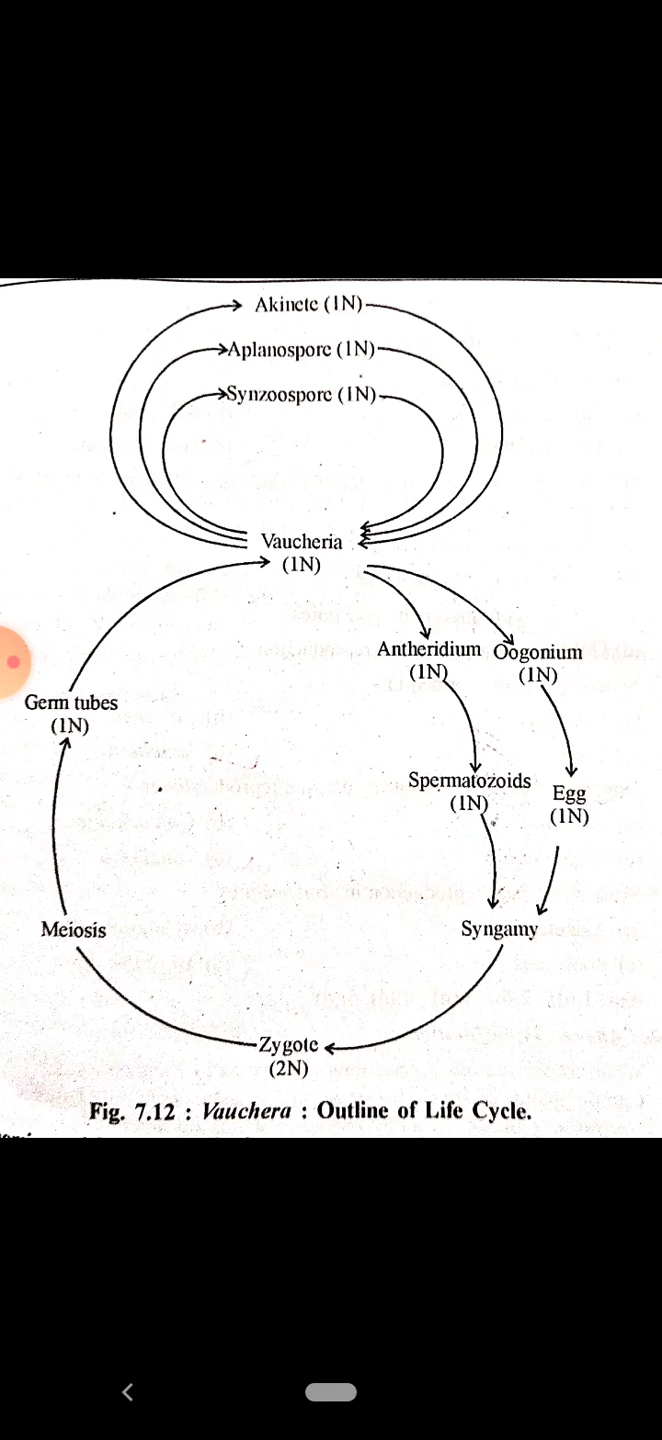 Akinete (1N)
Aplanospore (1N)
Synzoospore (1N)
Vaucheria
(1N)
Antheridium
(1N)
Oogonium
(1N)
Germ tubes
(1N)
Spermatozoids
(1N)
Egg
(1N)
Meiosis
Syngamy
Zygote
(2N)
Fig. 7.12 : Vauchera : Outline of Life Cycle.